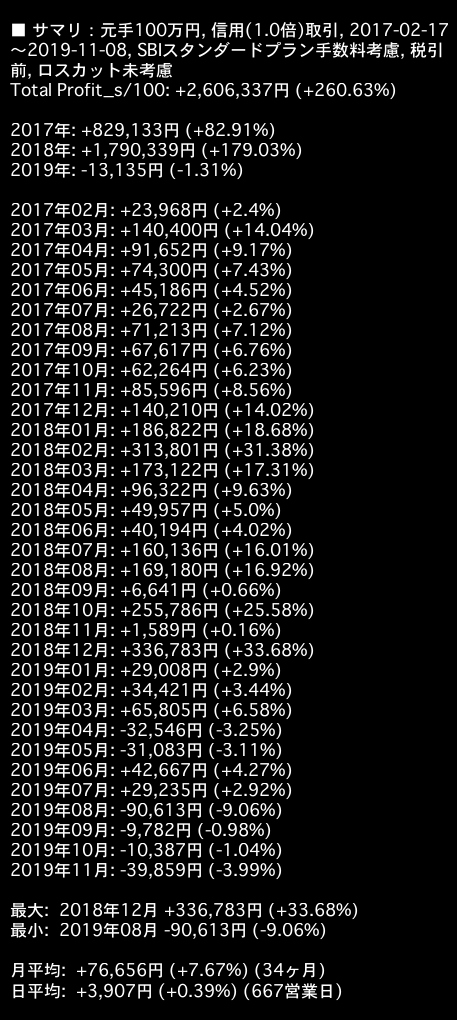 ■ サマリ : 元手100万円, 信用(1.0倍)取引, 2017-02-17
〜2019-11-08, SBIスタンダードプラン手数料考慮, 税引
前, ロスカット未考慮
Total Profit_s/100: +2,606,337円 (+260.63%)
2017年: +829,133円 (+82.91%)
2018年: +1,790,339円 (+179.03%)
2019年: -13,135円 (-1.31%)
2017年02月: +23,968円 (+2.4%)
2017年03月: +140,400円 (+14.04%)
2017年04月: +91,652円 (+9.17%)
2017年05月: +74,300円 (+7.43%)
2017年06月: +45,186円 (+4.52%)
2017年07月: +26,722円 (+2.67%)
2017年08月: +71,213円 (+7.12%)
2017年09月: +67,617円 (+6.76%)
2017年10月: +62,264円 (+6.23%)
2017年11月: +85,596円 (+8.56%)
2017年12月: +140,210円 (+14.02%)
2018年01月: +186,822円 (+18.68%)
2018年02月: +313,801円 (+31.38%)
2018年03月: +173,122円 (+17.31%)
2018年04月: +96,322円 (+9.63%)
2018年05月: +49,957円 (+5.0%)
2018年06月: +40,194円 (+4.02%)
2018年07月: +160,136円 (+16.01%)
2018年08月: +169,180円 (+16.92%)
2018年09月: +6,641円 (+0.66%)
2018年10月: +255,786円 (+25.58%)
2018年11月: +1,589円 (+0.16%)
2018年12月: +336,783円 (+33.68%)
2019年01月: +29,008円 (+2.9%)
2019年02月: +34,421円 (+3.44%)
2019年03月: +65,805円 (+6.58%)
2019年04月: -32,546円 (-3.25%)
2019年05月: -31,083円 (-3.11%)
2019年06月: +42,667円 (+4.27%)
2019年07月: +29,235円 (+2.92%)
2019年08月: -90,613円 (-9.06%)
2019年09月: -9,782円 (-0.98%)
2019年10月: -10,387円 (-1.04%)
2019年11月: -39,859円 (-3.99%)
最大: 2018年12月 +336,783円 (+33.68%)
最小: 2019年08月 -90,613円 (-9.06%)
月平均: +76,656円 (+7.67%) (34ヶ月)
日平均: +3,907円 (+0.39%) (667営業日)